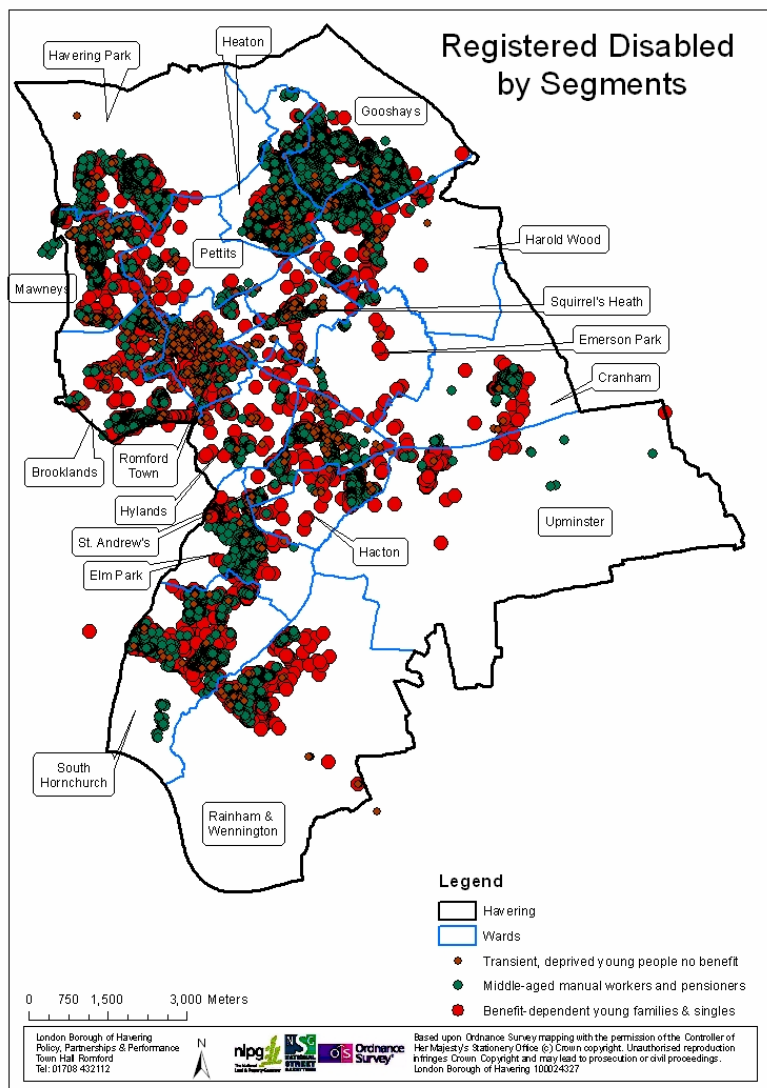 Registered Disabled
by Segments
Havering Park
Heaton
Gooshays
Harold Wood
Pettits
Mawneys
Squirrel's Heath
Emerson Park
Cranham
Brooklands
Romford
Town
Hylands
St. Andrew's
Elm Park
Hacton
Upminster
South
Hornchurch
Rainham &
Wennington
Legend
Havering
Wards
Transient, deprived young people no benefit
Middle-aged manual workers and pensioners
Benefit-dependent young families & singles
0 750 1,500 3,000 Meters
London Borough of Havering
Policy, Partnerships & Performance
Town Hall Romford
Tel: 01708 432112
N
nlpg
NSG
OS Ordnance
Survey
Based upon Ordnance Survey mapping with the permission of the Controller of
Her Majesty's Stationery Office (c) Crown copyright. Unauthorised reproduction
infringes Crown Copyright and may lead to prosecution or civil proceedings.
London Borough of Havering 100024327